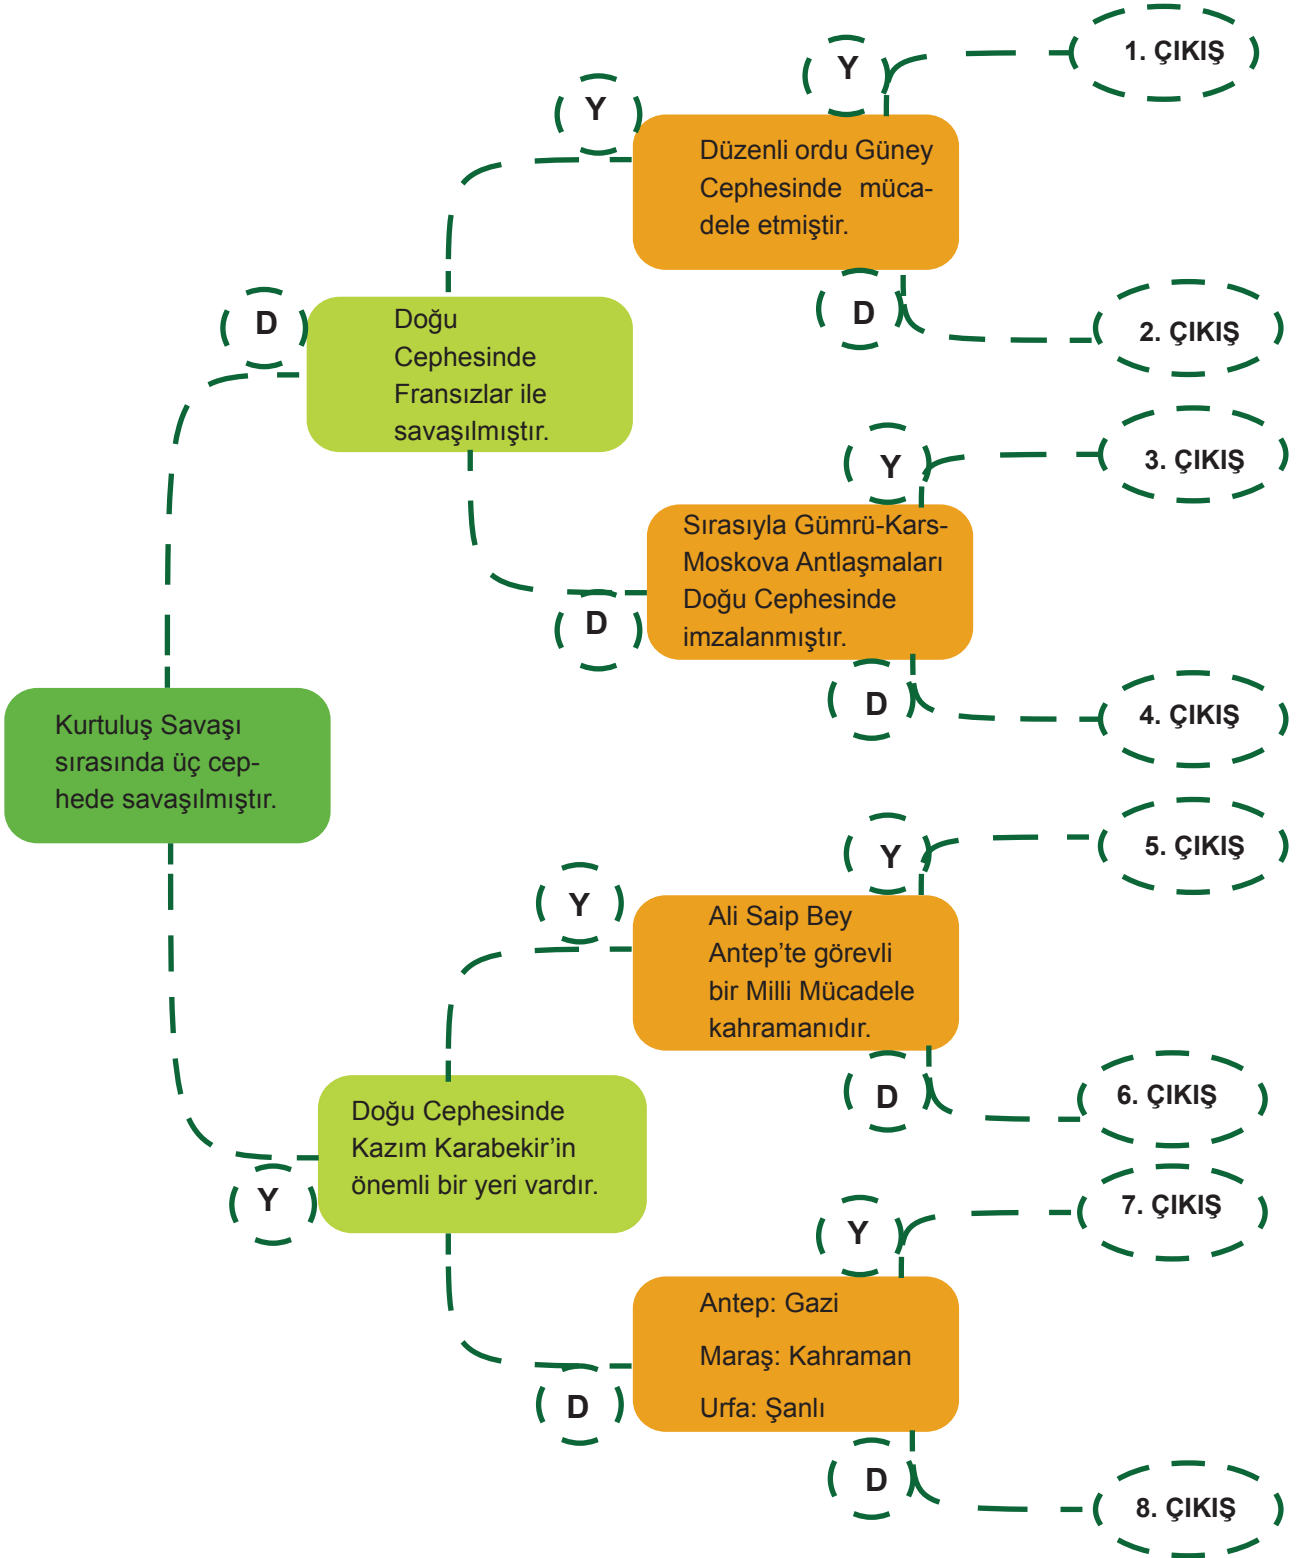 Y
1. ÇIKIŞ
Y
Düzenli ordu Güney
Cephesinde müca-
dele etmiştir.
D
2. ÇIKIŞ
D
Doğu
Cephesinde
Fransızlar ile
savaşılmıştır.
Y
3. ÇIKIŞ
Sırasıyla Gümrü-Kars-
Moskova Antlaşmaları
Doğu Cephesinde
imzalanmıştır.
D
D
4. ÇIKIŞ
Kurtuluş Savaşı
sırasında üç cep-
hede savaşılmıştır.
Y
5. ÇIKIŞ
Y
Ali Saip Bey
Antep’te görevli
bir Milli Mücadele
kahramanıdır.
D
6. ÇIKIŞ
Doğu Cephesinde
Kazım Karabekir’in
önemli bir yeri vardır.
Y
Y
7. ÇIKIŞ
Antep: Gazi
Maraş: Kahraman
Urfa: Şanlı
D
D
8. ÇIKIŞ